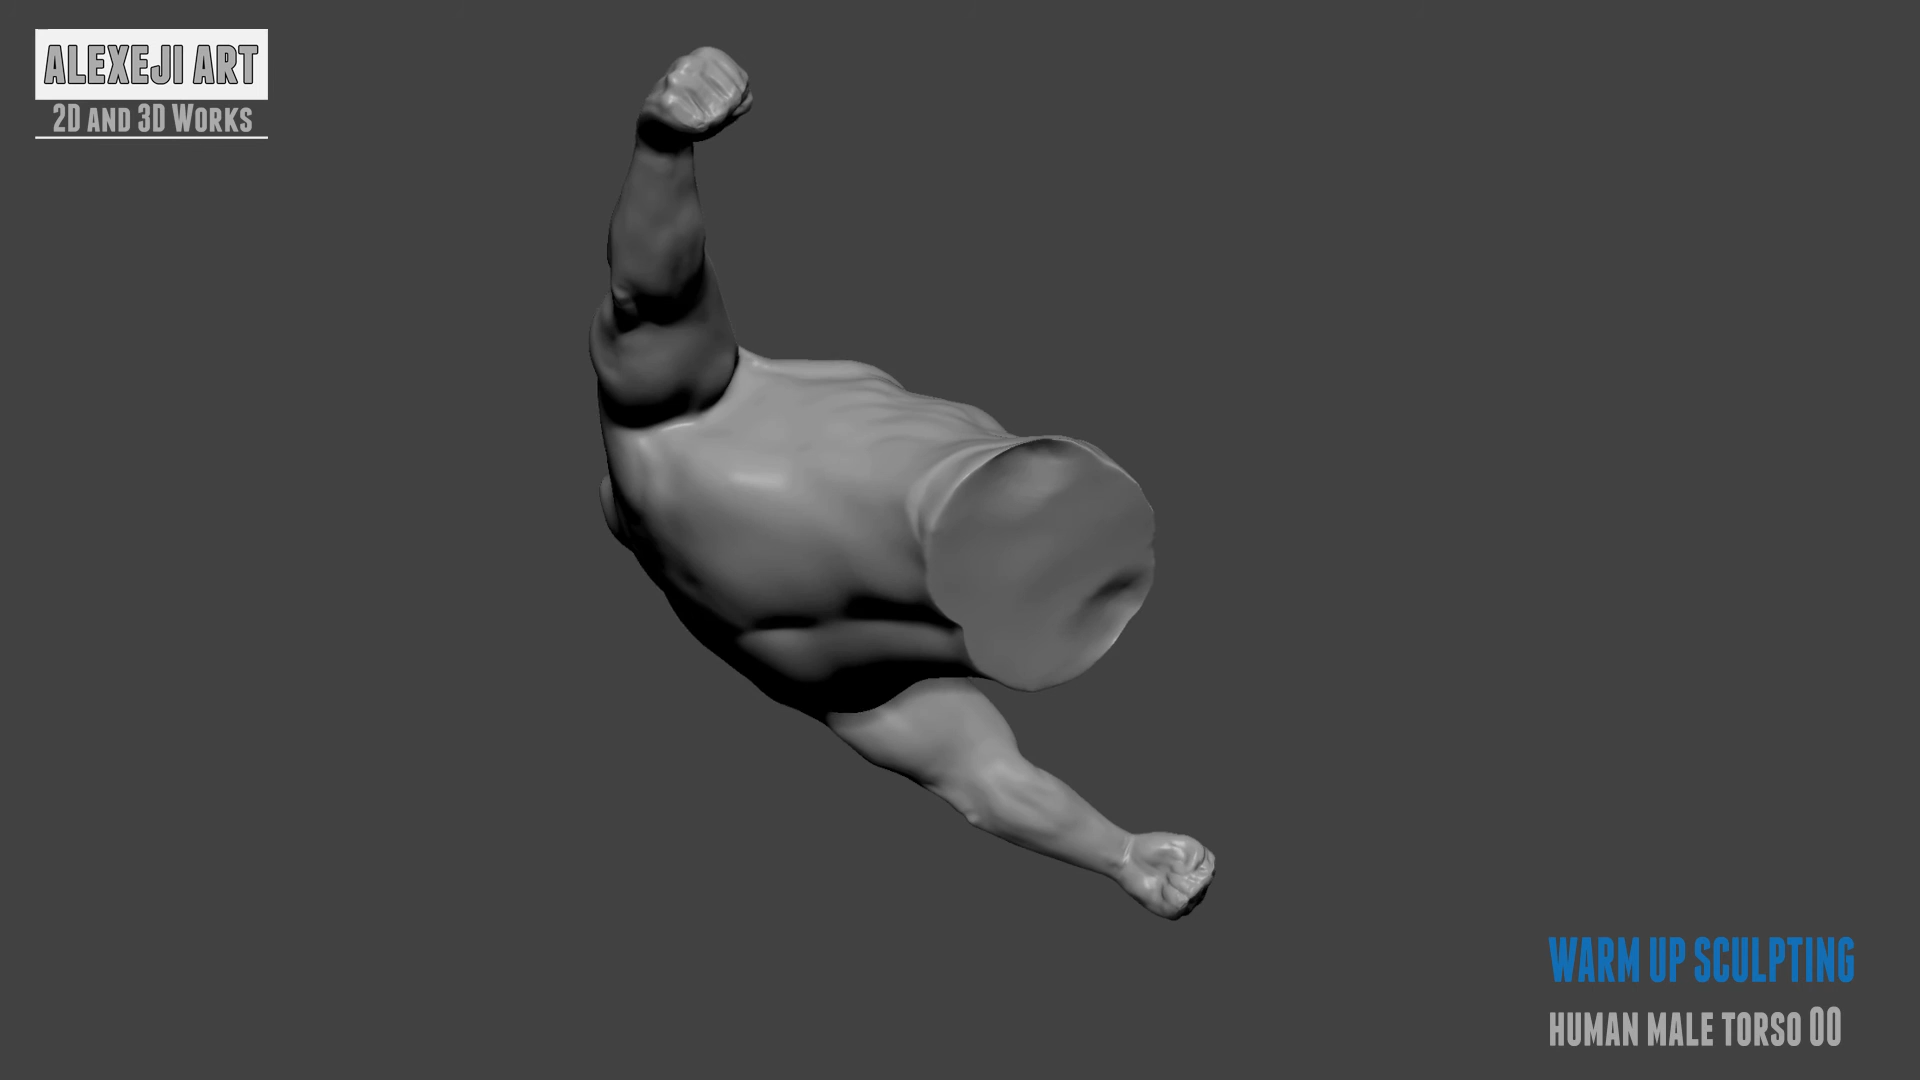 ALEXEJI ART
2D AND 3D WORKS
WARM UP SCULPTING
HUMAN MALE TORSO 00